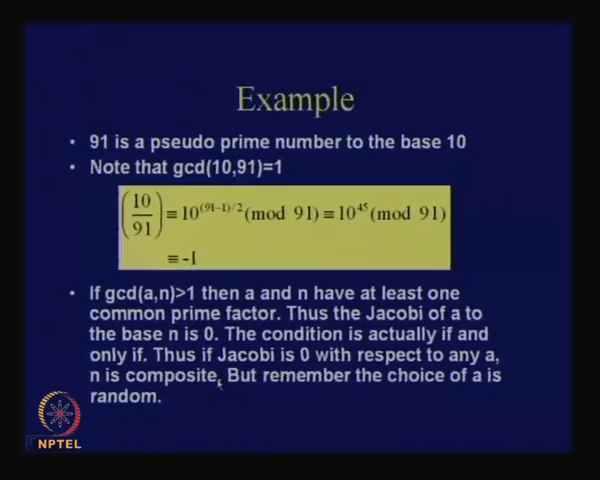 Example
• 91 is a pseudo prime number to the base 10
• Note that gcd(10,91)=1
(10/91) ≡ 10^((91-1)/2) (mod 91) ≡ 10^45 (mod 91)
≡ -1
• If gcd(a,n)>1 then a and n have at least one
common prime factor. Thus the Jacobi of a to
the base n is 0. The condition is actually if and
only if. Thus if Jacobi is 0 with respect to any a,
n is composite. But remember the choice of a is
random.
NPTEL